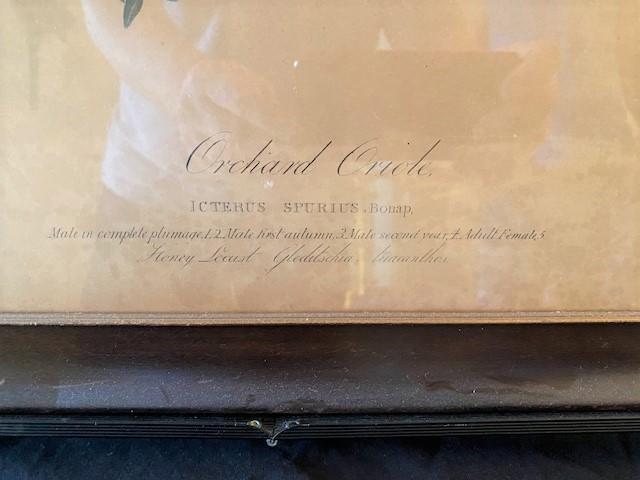 Orchard Oriole,
ICTERUS SPURIUS, Bonap,
Male in complete plumage, 1, 2, Male first autumn, 3, Male second year, 4, Adult Female, 5
Honey Locust Gleditschia triacanthos